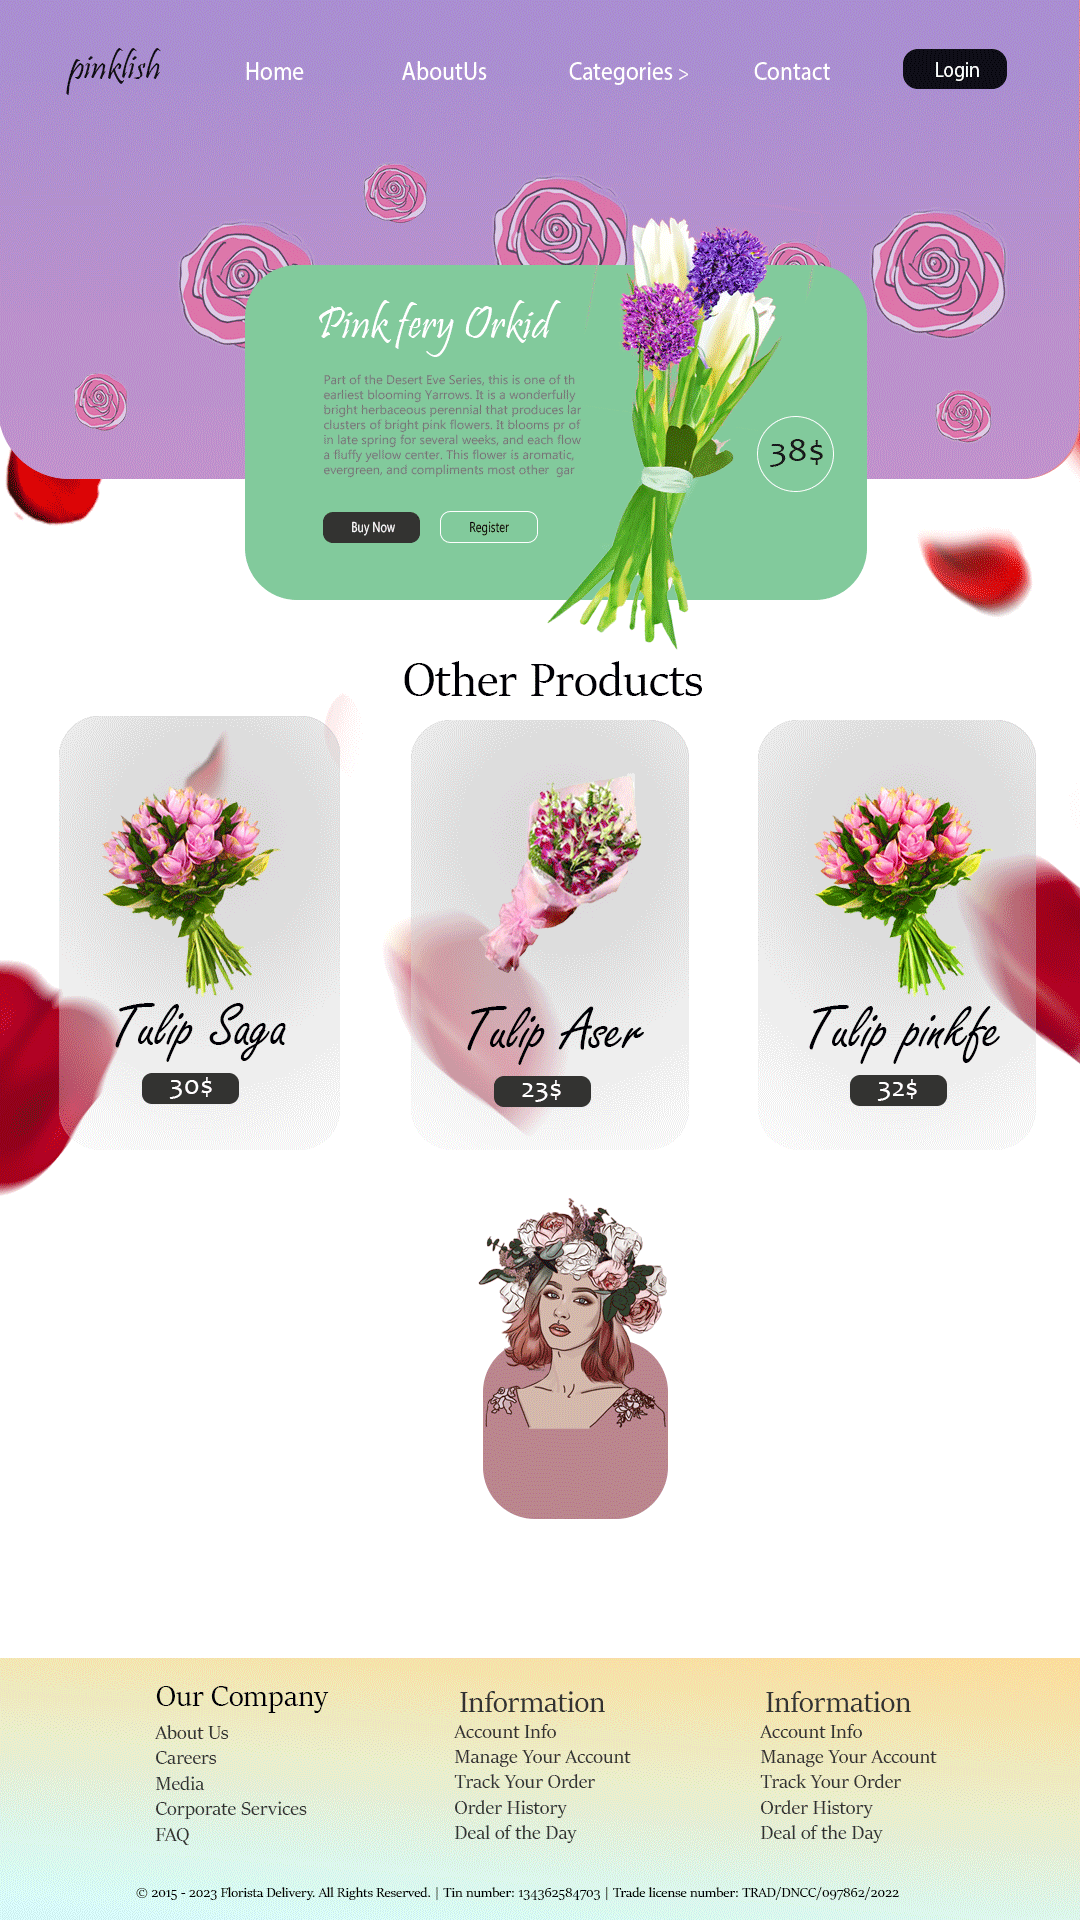 pinklish
Home
AboutUs
Categories >
Contact
Login
Pink fery Orkid
Part of the Desert Eve Series, this is one of th
earliest blooming Yarrows. It is a wonderfully
bright herbaceous perennial that produces lar
clusters of bright pink flowers. It blooms pr of
in late spring for several weeks, and each flow
a fluffy yellow center. This flower is aromatic,
evergreen, and compliments most other gar
38$
Buy Now
Register
Other Products
Tulip Saga
30$
Tulip Aser
23$
Tulip pinkfe
32$
Our Company
About Us
Careers
Media
Corporate Services
FAQ
Information
Account Info
Manage Your Account
Track Your Order
Order History
Deal of the Day
Information
Account Info
Manage Your Account
Track Your Order
Order History
Deal of the Day
© 2015 - 2023 Florista Delivery. All Rights Reserved. | Tin number: 134362584703 | Trade license number: TRAD/DNCC/097862/2022